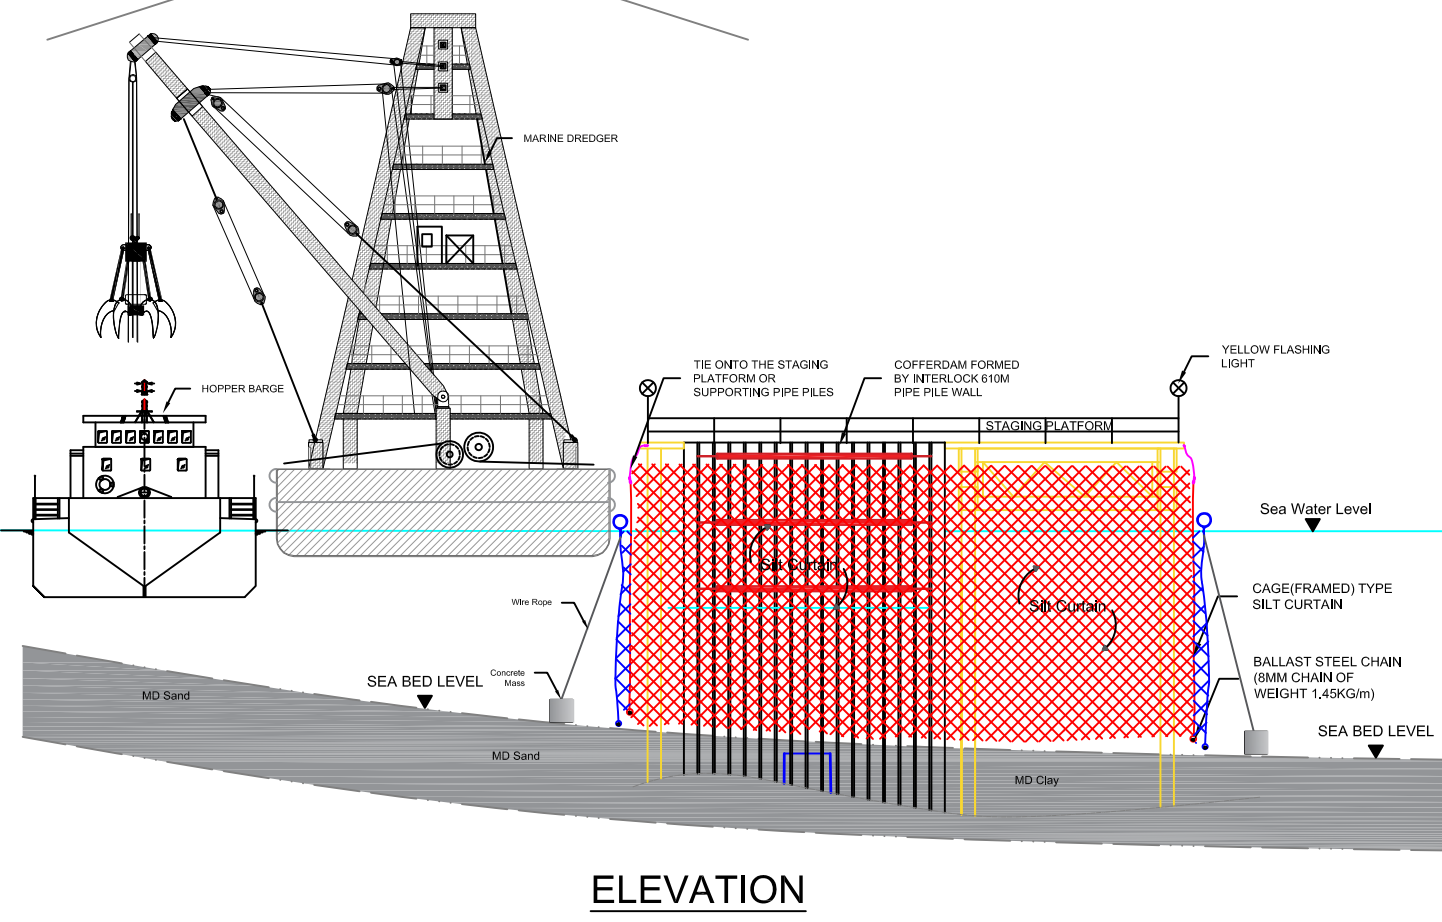 MARINE DREDGER
HOPPER BARGE
TIE ONTO THE STAGING
PLATFORM OR
SUPPORTING PIPE PILES
COFFERDAM FORMED
BY INTERLOCK 610M
PIPE PILE WALL
YELLOW FLASHING
LIGHT
STAGING PLATFORM
Sea Water Level
Silt Curtain
Silt Curtain
CAGE(FRAMED) TYPE
SILT CURTAIN
Wire Rope
Concrete
Mass
SEA BED LEVEL
BALLAST STEEL CHAIN
(8MM CHAIN OF
WEIGHT 1.45KG/m)
SEA BED LEVEL
MD Sand
MD Sand
MD Clay
ELEVATION